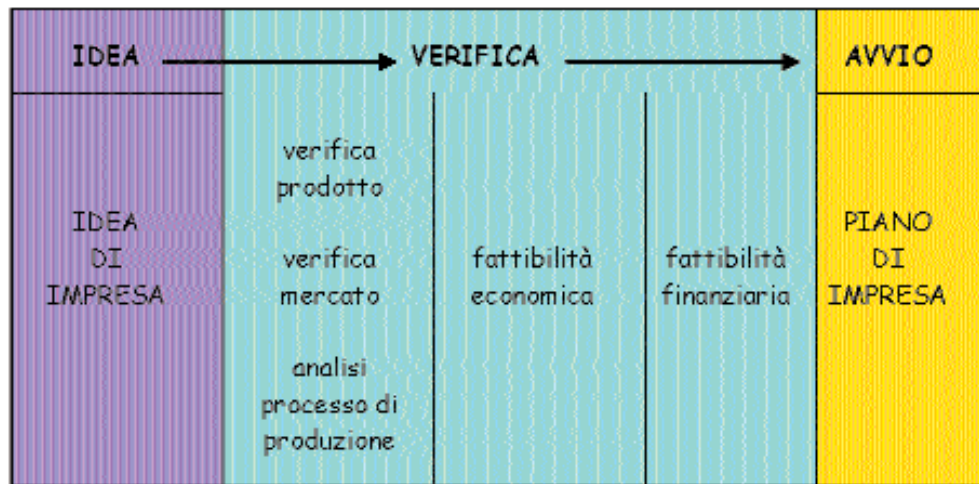 IDEA
VERIFICA
AVVIO
IDEA
DI
IMPRESA
verifica
prodotto
verifica
mercato
analisi
processo di
produzione
fattibilità
economica
fattibilità
finanziaria
PIANO
DI
IMPRESA